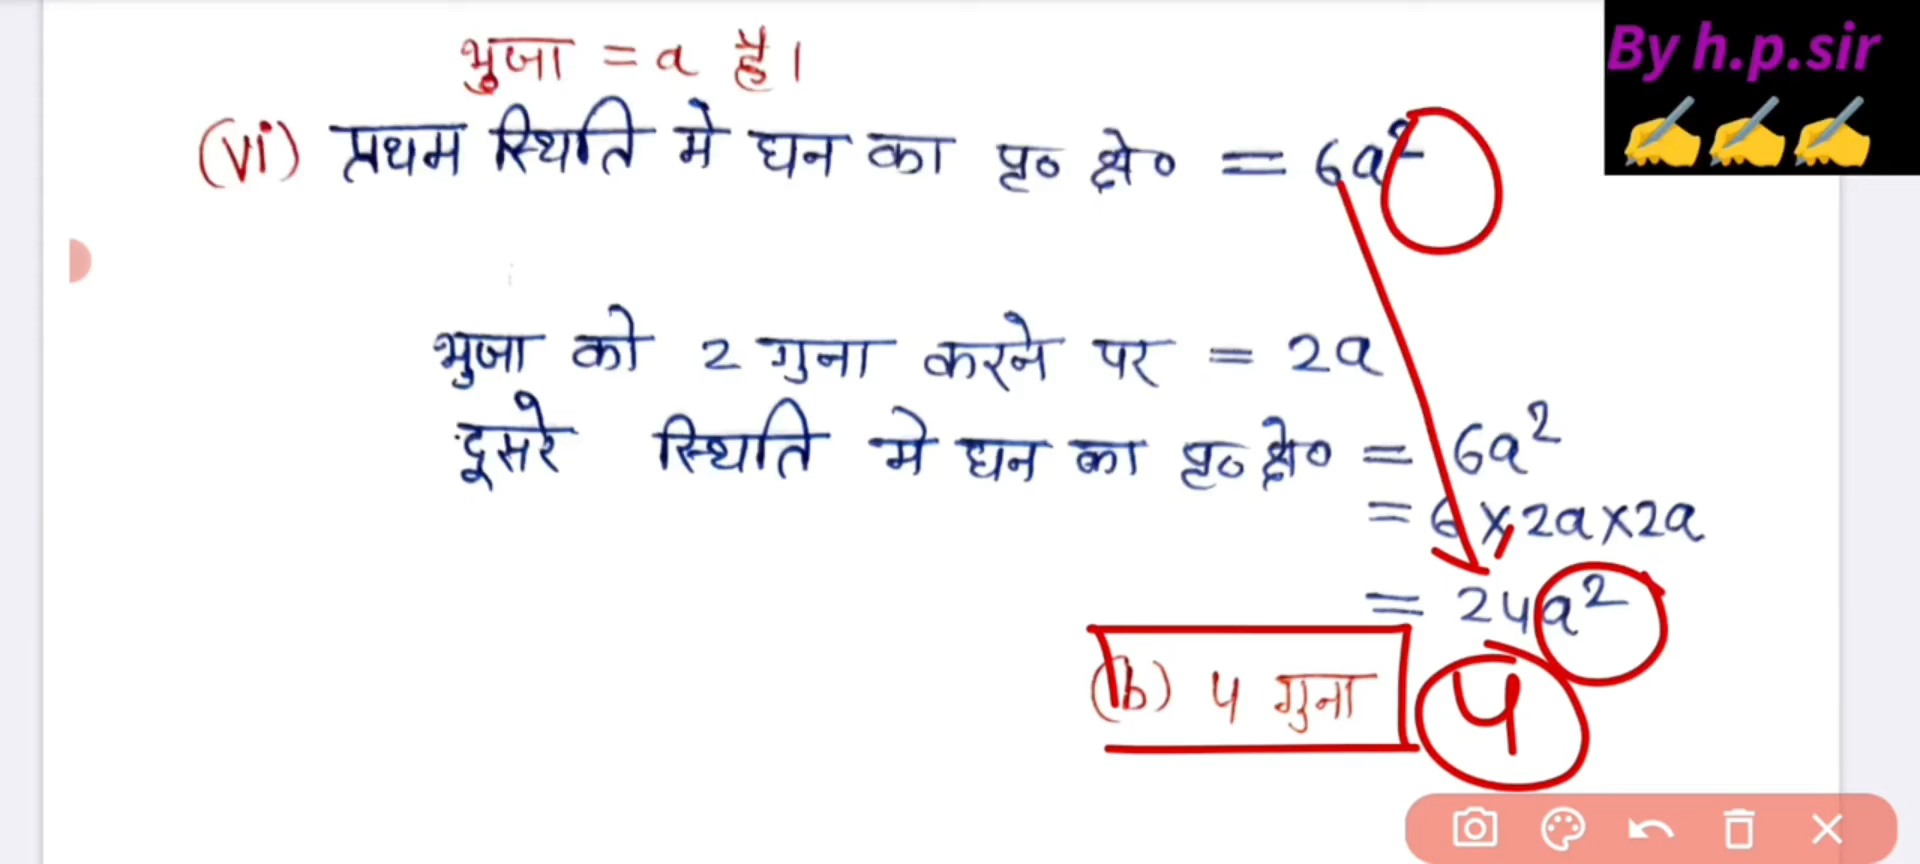 भुजा = a है।
By h.p.sir
(vi) प्रथम स्थिति मे घन का पृ० क्षे० = 6a²
भुजा को 2 गुना करने पर = 2a
दूसरे स्थिति मे घन का पृ० क्षे० = 6a²
= 6 × 2a × 2a
= 24a²
(b) 4 गुना
4